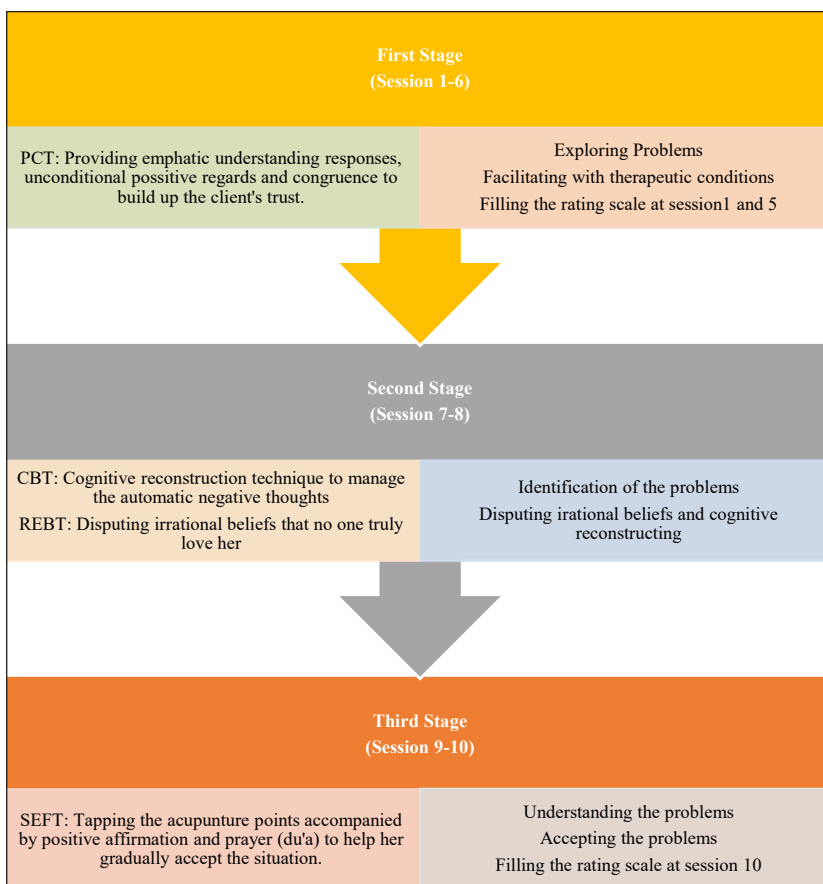 First Stage
(Session 1-6)
PCT: Providing emphatic understanding responses,
unconditional possitive regards and congruence to
build up the client's trust.
Exploring Problems
Facilitating with therapeutic conditions
Filling the rating scale at session1 and 5
Second Stage
(Session 7-8)
CBT: Cognitive reconstruction technique to manage
the automatic negative thoughts
REBT: Disputing irrational beliefs that no one truly
love her
Identification of the problems
Disputing irational beliefs and cognitive
reconstructing
Third Stage
(Session 9-10)
SEFT: Tapping the acupunture points accompanied
by positive affirmation and prayer (du'a) to help her
gradually accept the situation.
Understanding the problems
Accepting the problems
Filling the rating scale at session 10